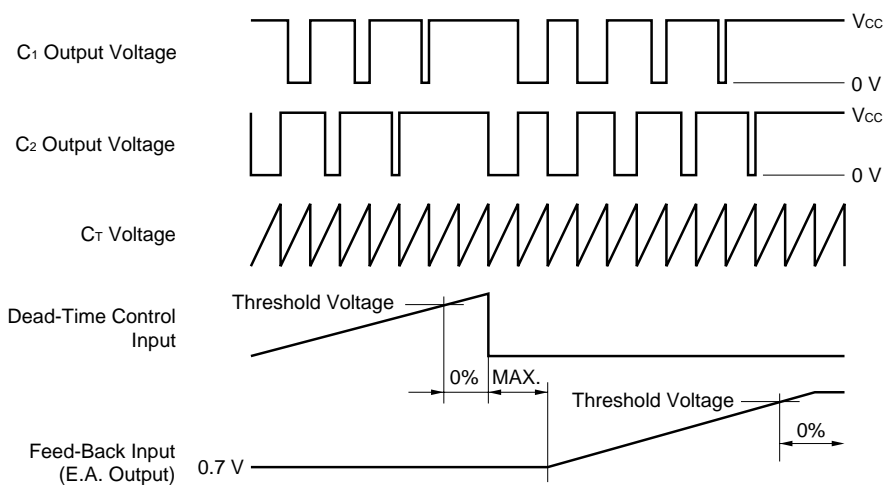 C₁ Output Voltage
VCC
0 V
C₂ Output Voltage
VCC
0 V
CT Voltage
Threshold Voltage
Dead-Time Control
Input
0% MAX.
Threshold Voltage
0%
Feed-Back Input
(E.A. Output)
0.7 V